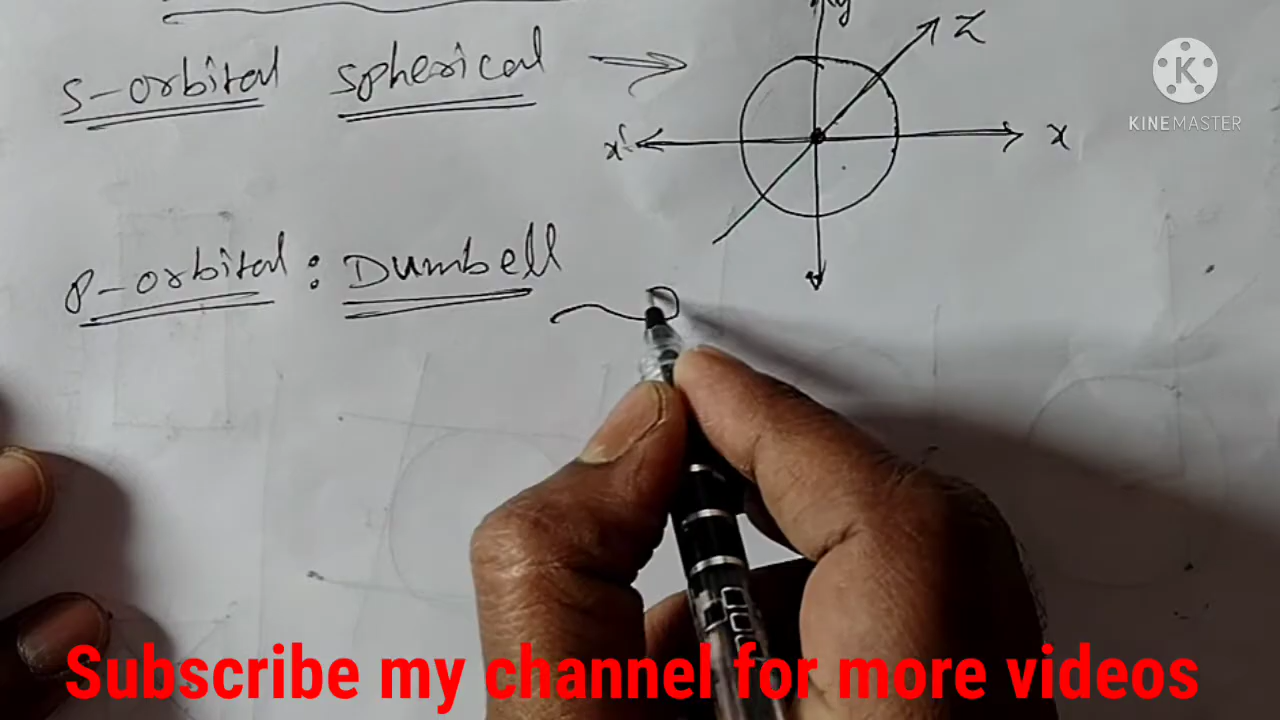 s-orbital spherical
y
z
x'
x
KINEMASTER
p-orbital : Dumbell
Subscribe my channel for more videos